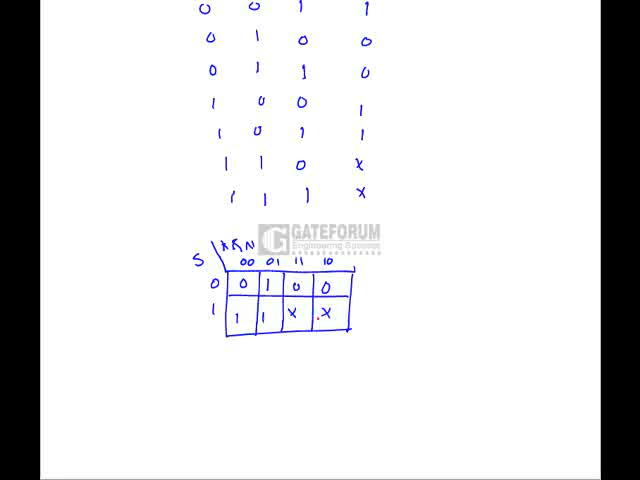 0 0 1 1
0 1 0 0
0 1 1 0
1 0 0 1
1 0 1 1
1 1 0 x
1 1 1 x
GATEFORUM
Engineering Success
S
00 01 11 10
0 0 1 0 0
1 1 1 x x